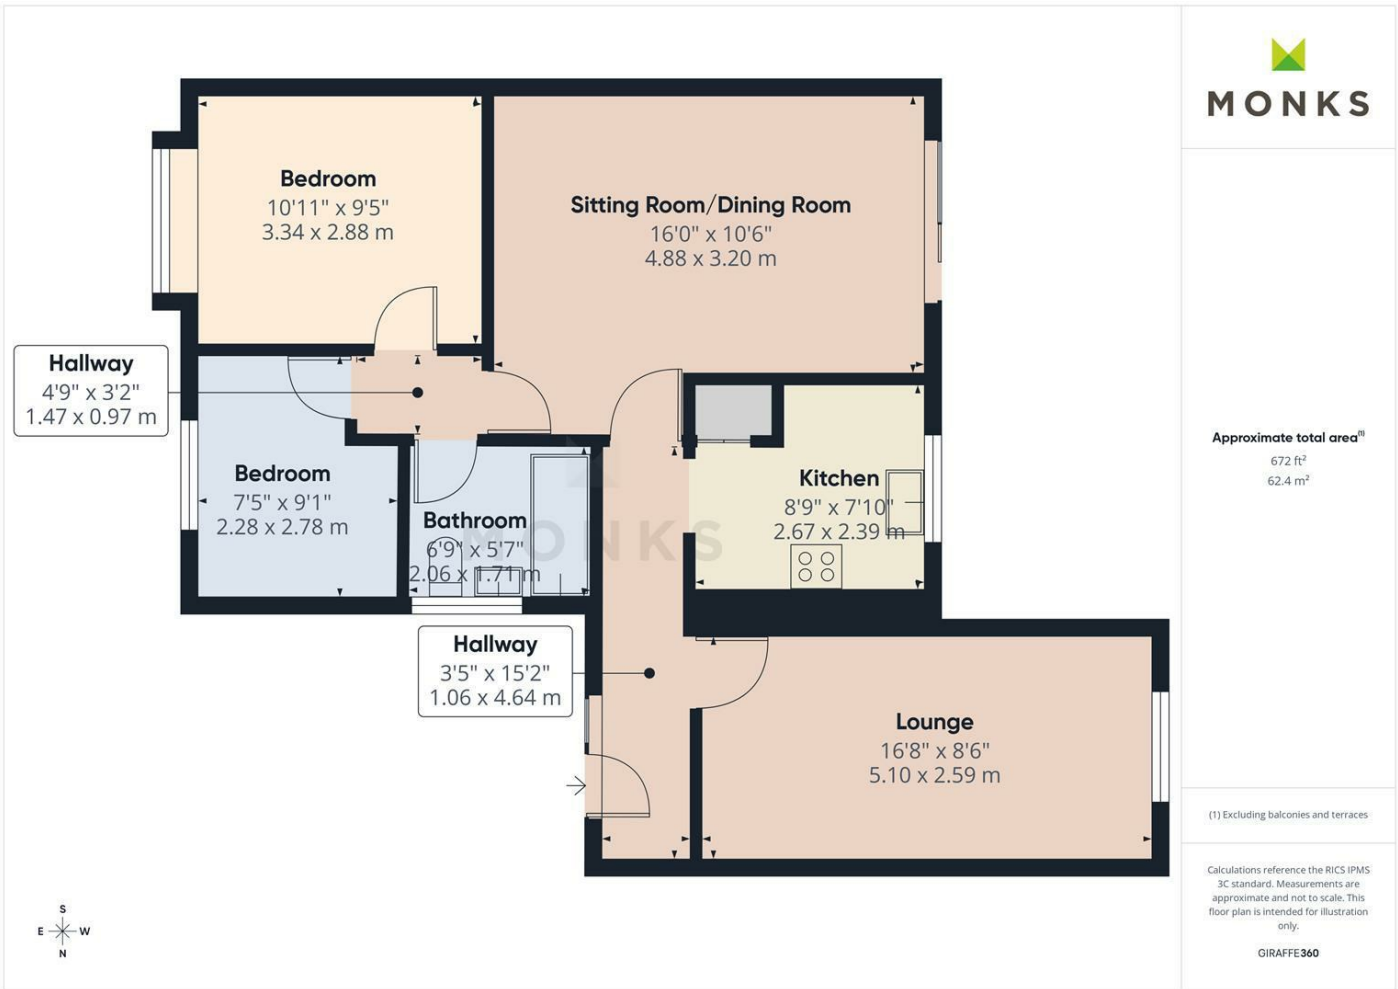 MONKS
Bedroom
10'11" x 9'5"
3.34 x 2.88 m
Sitting Room/Dining Room
16'0" x 10'6"
4.88 x 3.20 m
Hallway
4'9" x 3'2"
1.47 x 0.97 m
Bedroom
7'5" x 9'1"
2.28 x 2.78 m
Bathroom
6'9" x 5'7"
2.06 x 1.71 m
Kitchen
8'9" x 7'10"
2.67 x 2.39 m
MONKS
Hallway
3'5" x 15'2"
1.06 x 4.64 m
Lounge
16'8" x 8'6"
5.10 x 2.59 m
Approximate total area(1)
672 ft²
62.4 m²
(1) Excluding balconies and terraces
Calculations reference the RICS IPMS
3C standard. Measurements are
approximate and not to scale. This
floor plan is intended for illustration
only.
GIRAFFE360
S
E W
N